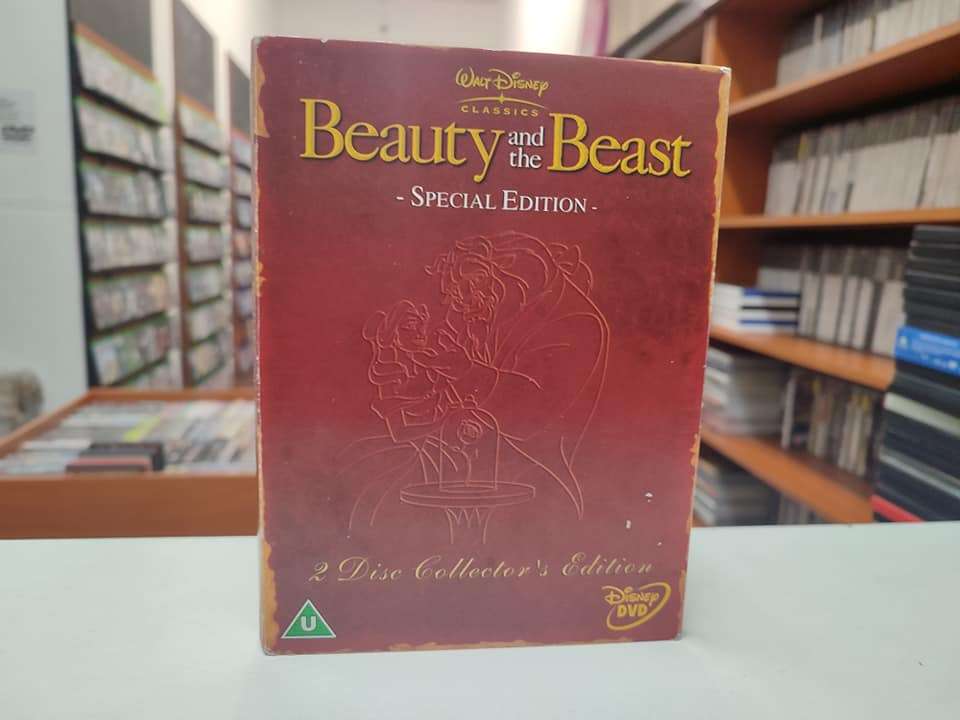 WALT DISNEY
CLASSICS
Beauty and the Beast
- SPECIAL EDITION -
2 Disc Collector's Edition
DISNEY
DVD
U